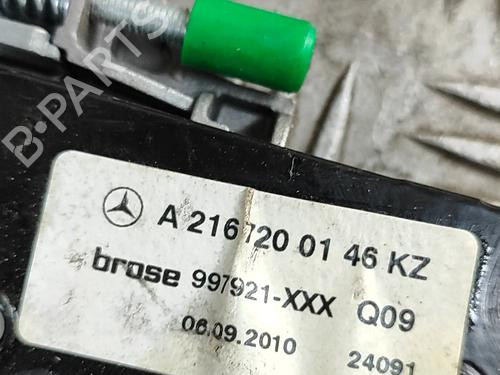 B-PARTS
A 216 720 01 46 KZ
brose 997921-XXX Q09
06.09.2010 24091